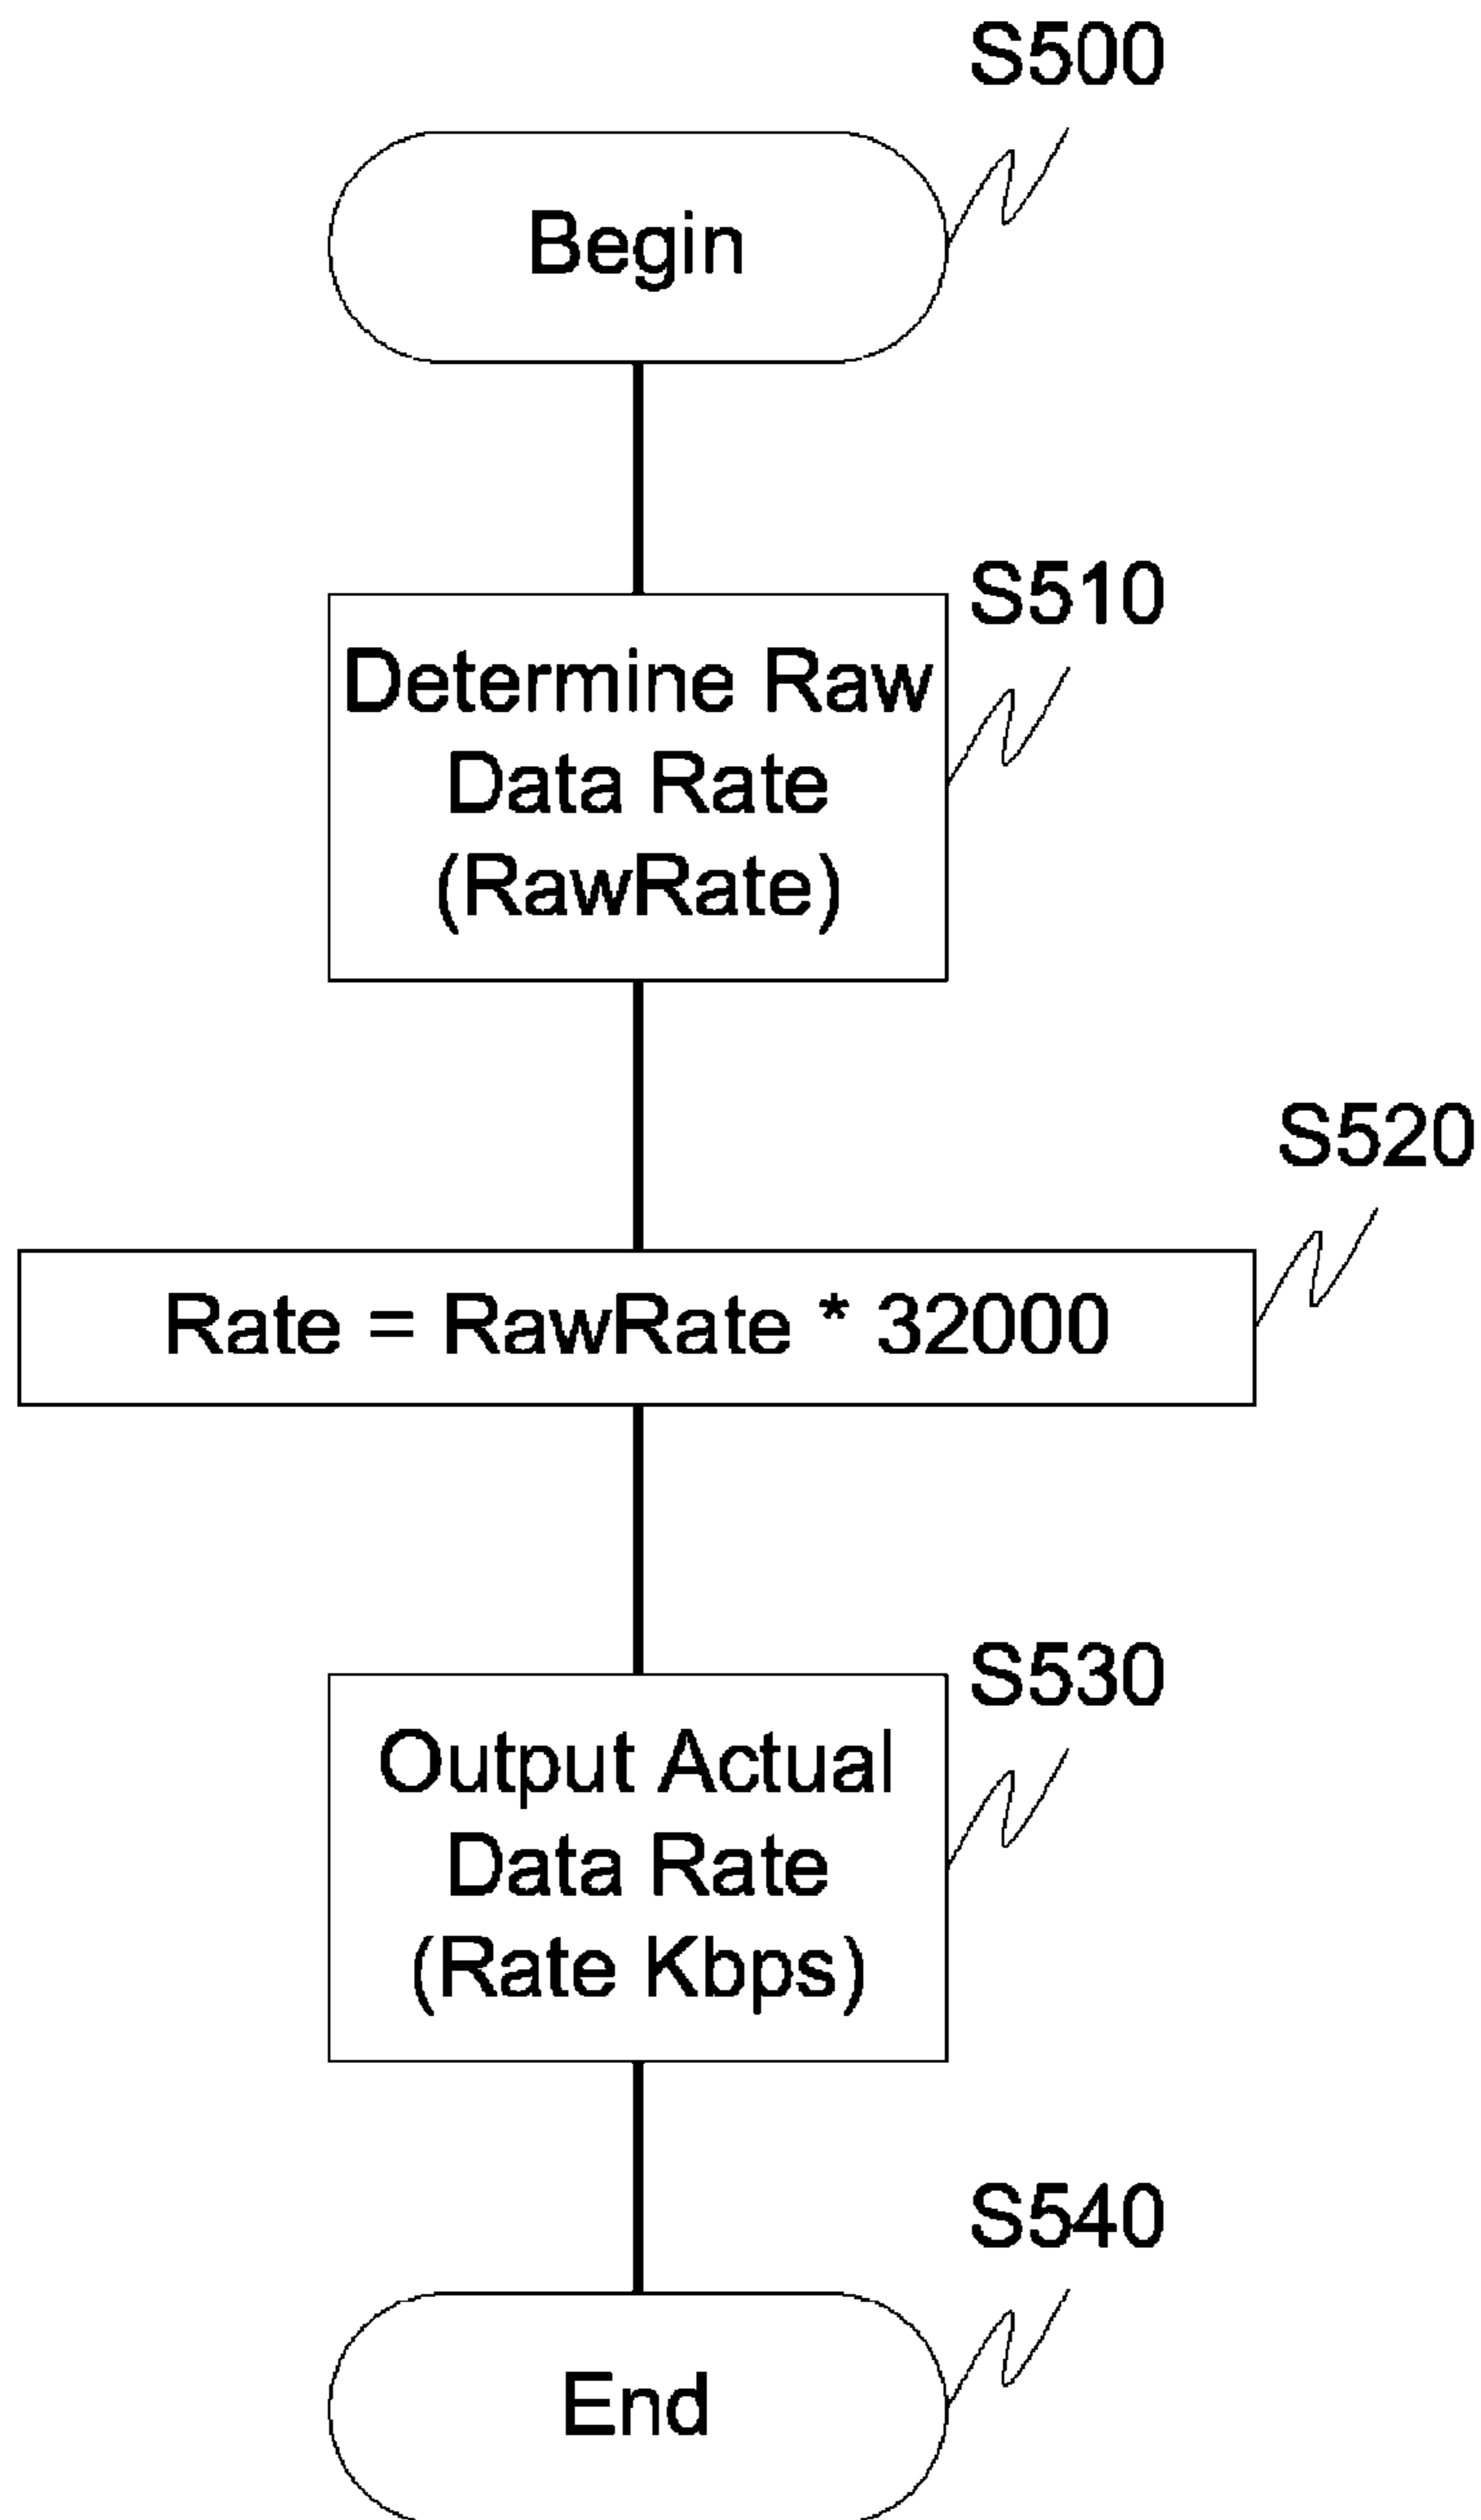 S500
Begin
S510
Determine Raw
Data Rate
(RawRate)
S520
Rate = RawRate * 32000
S530
Output Actual
Data Rate
(Rate Kbps)
S540
End